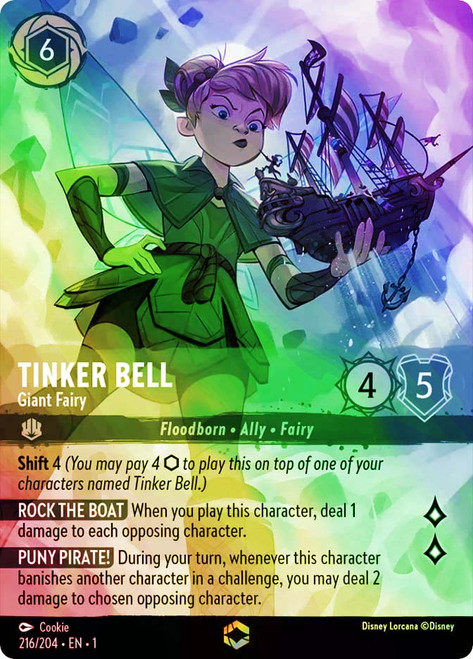 6
TINKER BELL
Giant Fairy
4
5
Floodborn • Ally • Fairy
Shift 4 (You may pay 4 ⬡ to play this on top of one of your
characters named Tinker Bell.)
ROCK THE BOAT When you play this character, deal 1
damage to each opposing character.
PUNY PIRATE! During your turn, whenever this character
banishes another character in a challenge, you may deal 2
damage to chosen opposing character.
Cookie
216/204 • EN • 1
Disney Lorcana ©Disney